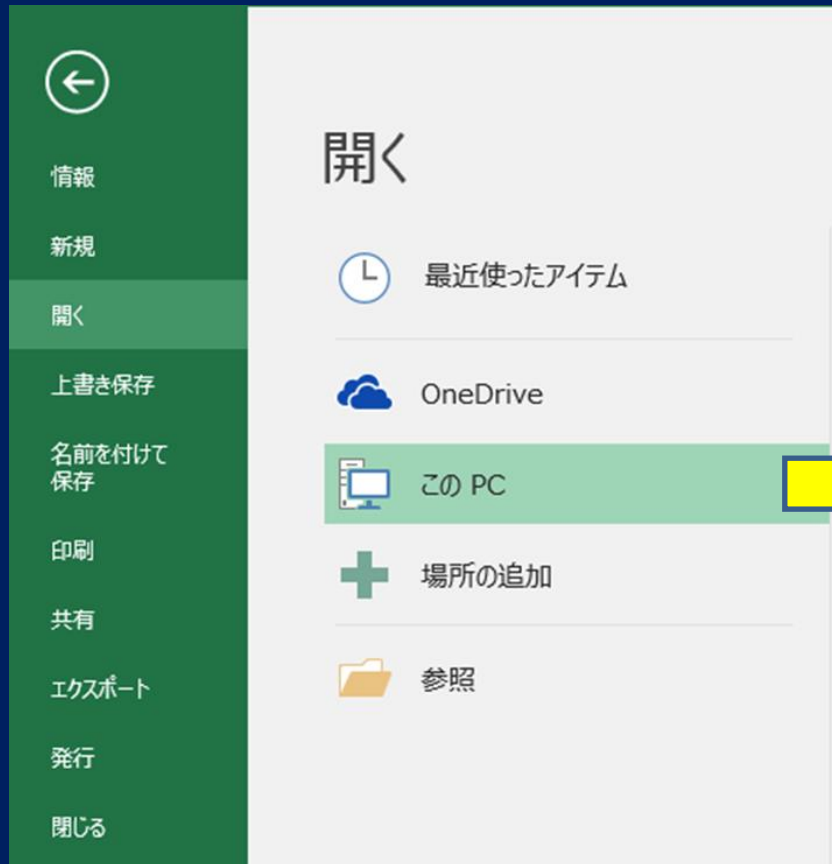 情報
新規
開く
上書き保存
名前を付けて
保存
印刷
共有
エクスポート
発行
閉じる
開く
最近使ったアイテム
OneDrive
この PC
場所の追加
参照